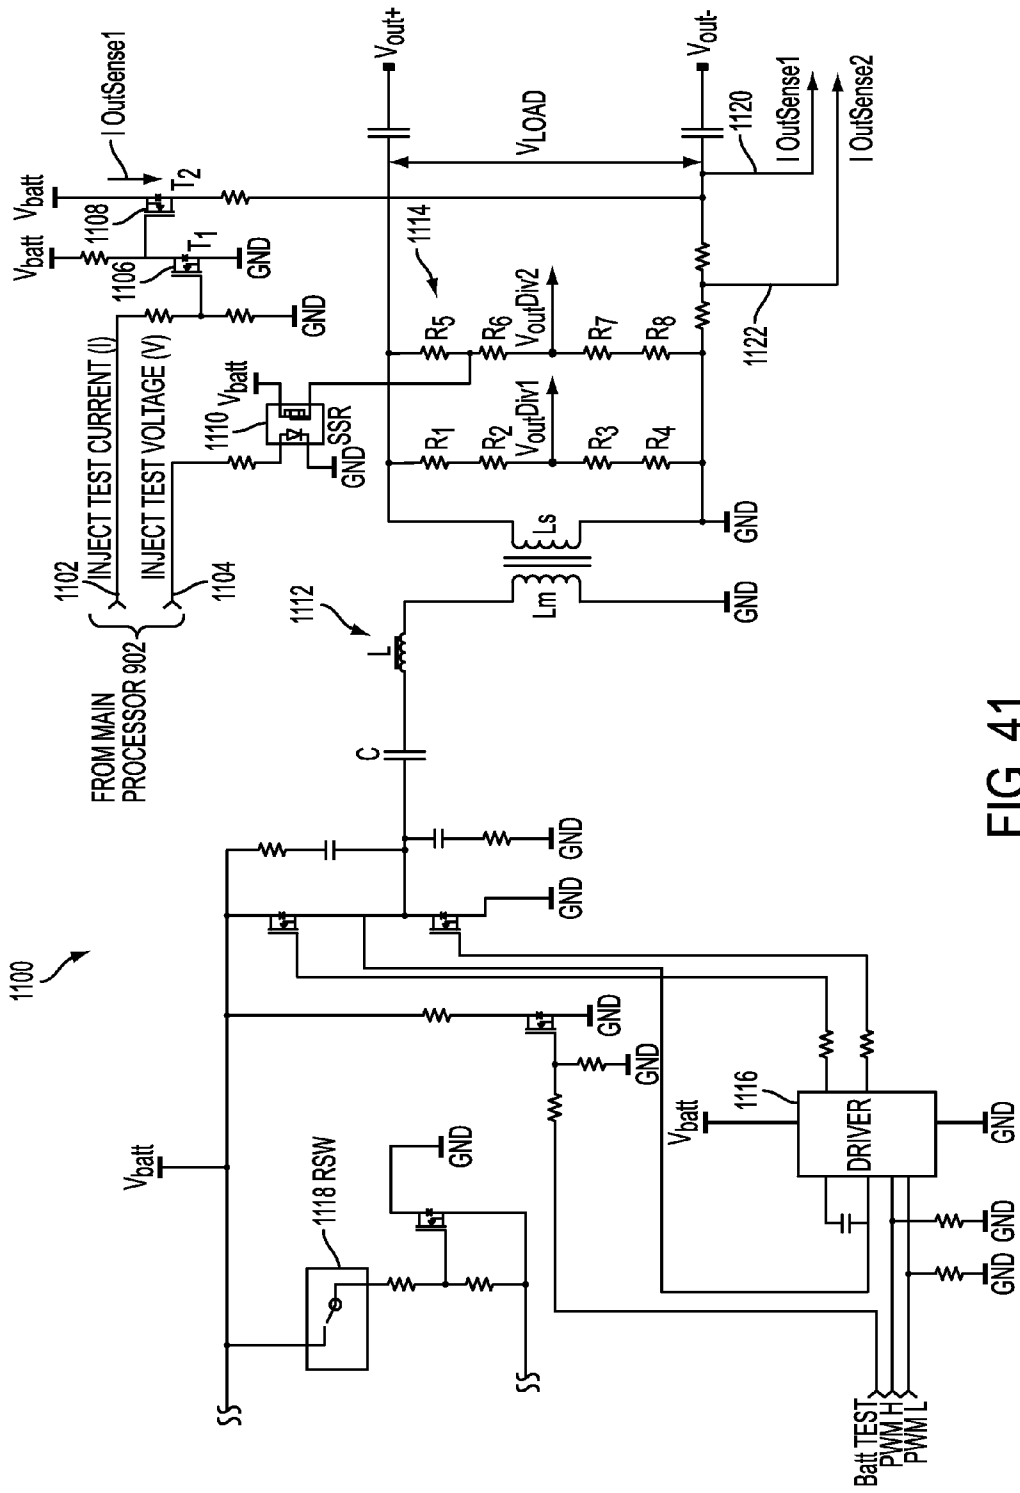 1100
Vbatt
1118 RSW
GND
SS
SS
GND
GND
GND
GND
Vbatt
1116
DRIVER
GND
GND
GND
Batt TEST
PWM H
PWM L
FROM MAIN
PROCESSOR 902
1102
INJECT TEST CURRENT (I)
INJECT TEST VOLTAGE (V)
1104
C
L
1112
Lm
Ls
GND
GND
Vbatt
Vbatt
I OutSense1
1106
1108
T1
T2
GND
GND
1110
Vbatt
SSR
GND
1114
R1
R2
VoutDiv1
R3
R4
R5
R6
VoutDiv2
R7
R8
VLOAD
Vout+
Vout-
1120
1122
I OutSense1
I OutSense2
FIG. 41